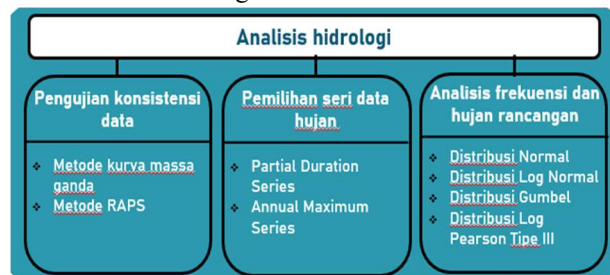 Analisis hidrologi
Pengujian konsistensi
data
❖ Metode kurva massa
ganda
❖ Metode RAPS
Pemilihan seri data
hujan
❖ Partial Duration
Series
❖ Annual Maximum
Series
Analisis frekuensi dan
hujan rancangan
❖ Distribusi Normal
❖ Distribusi Log Normal
❖ Distribusi Gumbel
❖ Distribusi Log
Pearson Tipe III